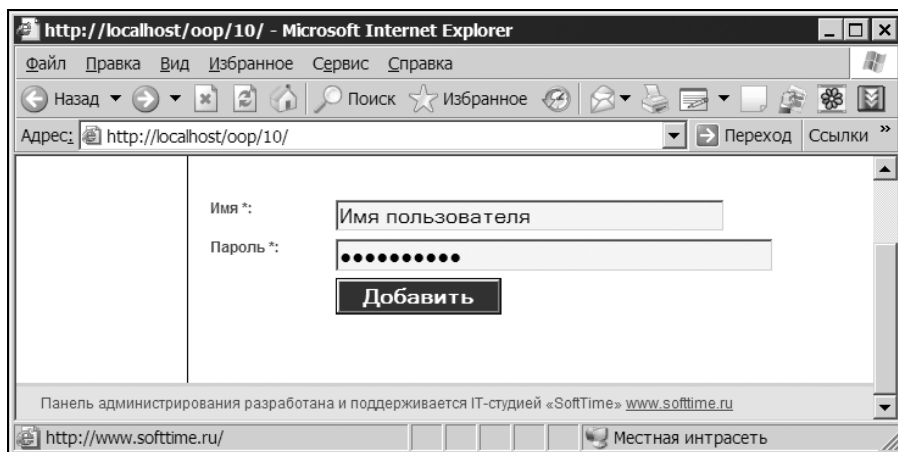 http://localhost/oop/10/ - Microsoft Internet Explorer
Файл Правка Вид Избранное Сервис Справка
Назад Поиск Избранное
Адрес: http://localhost/oop/10/ Переход Ссылки »
Имя *: Имя пользователя
Пароль *: ●●●●●●●●●●
Добавить
Панель администрирования разработана и поддерживается IT-студией «SoftTime» www.softtime.ru
http://www.softtime.ru/ Местная интрасеть